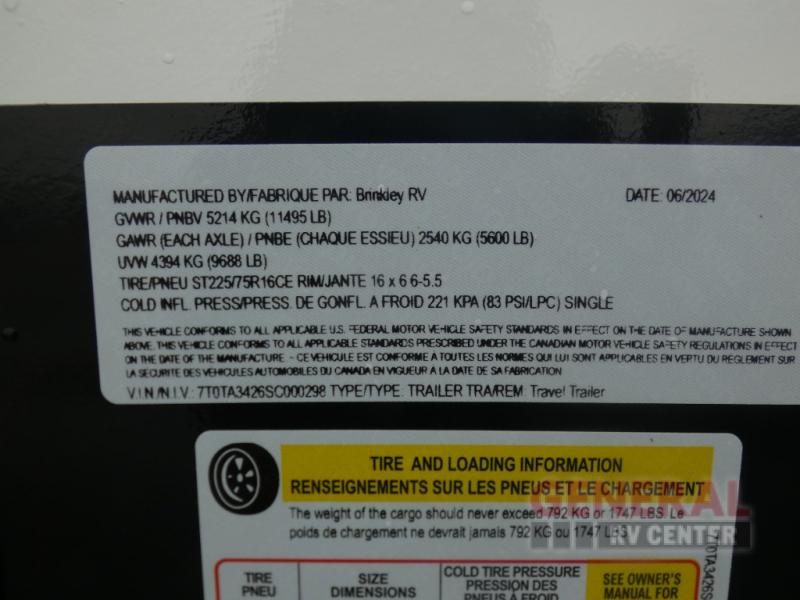 MANUFACTURED BY/FABRIQUE PAR: Brinkley RV DATE: 06/2024
GVWR / PNBV 5214 KG (11495 LB)
GAWR (EACH AXLE) / PNBE (CHAQUE ESSIEU) 2540 KG (5600 LB)
UVW 4394 KG (9688 LB)
TIRE/PNEU ST225/75R16CE RIM/JANTE 16 x 6 6-5.5
COLD INFL. PRESS/PRESS. DE GONFL. A FROID 221 KPA (83 PSI/LPC) SINGLE
THIS VEHICLE CONFORMS TO ALL APPLICABLE U.S. FEDERAL MOTOR VEHICLE SAFETY STANDARDS IN EFFECT ON THE DATE OF MANUFACTURE SHOWN
ABOVE. THIS VEHICLE CONFORMS TO ALL APPLICABLE STANDARDS PRESCRIBED UNDER THE CANADIAN MOTOR VEHICLE SAFETY REGULATIONS IN EFFECT
ON THE DATE OF THE MANUFACTURE - CE VEHICULE EST CONFORME A TOUTES LES NORMES QUI LUI SONT APPLICABLES EN VERTU DU REGLEMENT SUR
LA SECURITE DES VEHICULES AUTOMOBILES DU CANADA EN VIGUEUR A LA DATE DE SA FABRICATION
V.I.N./N.I.V.: 7T0TA3426SC000298 TYPE/TYPE: TRAILER TRA/REM: Travel Trailer
TIRE AND LOADING INFORMATION
RENSEIGNEMENTS SUR LES PNEUS ET LE CHARGEMENT
The weight of the cargo should never exceed 792 KG or 1747 LBS. Le
poids de chargement ne devrait jamais 792 KG ou 1747 LBS
GENERAL
RV CENTER
7T0TA3426S
TIRE
PNEU
SIZE
DIMENSIONS
COLD TIRE PRESSURE
PRESSION DES
PNEUS A FROID
SEE OWNER'S
MANUAL FOR